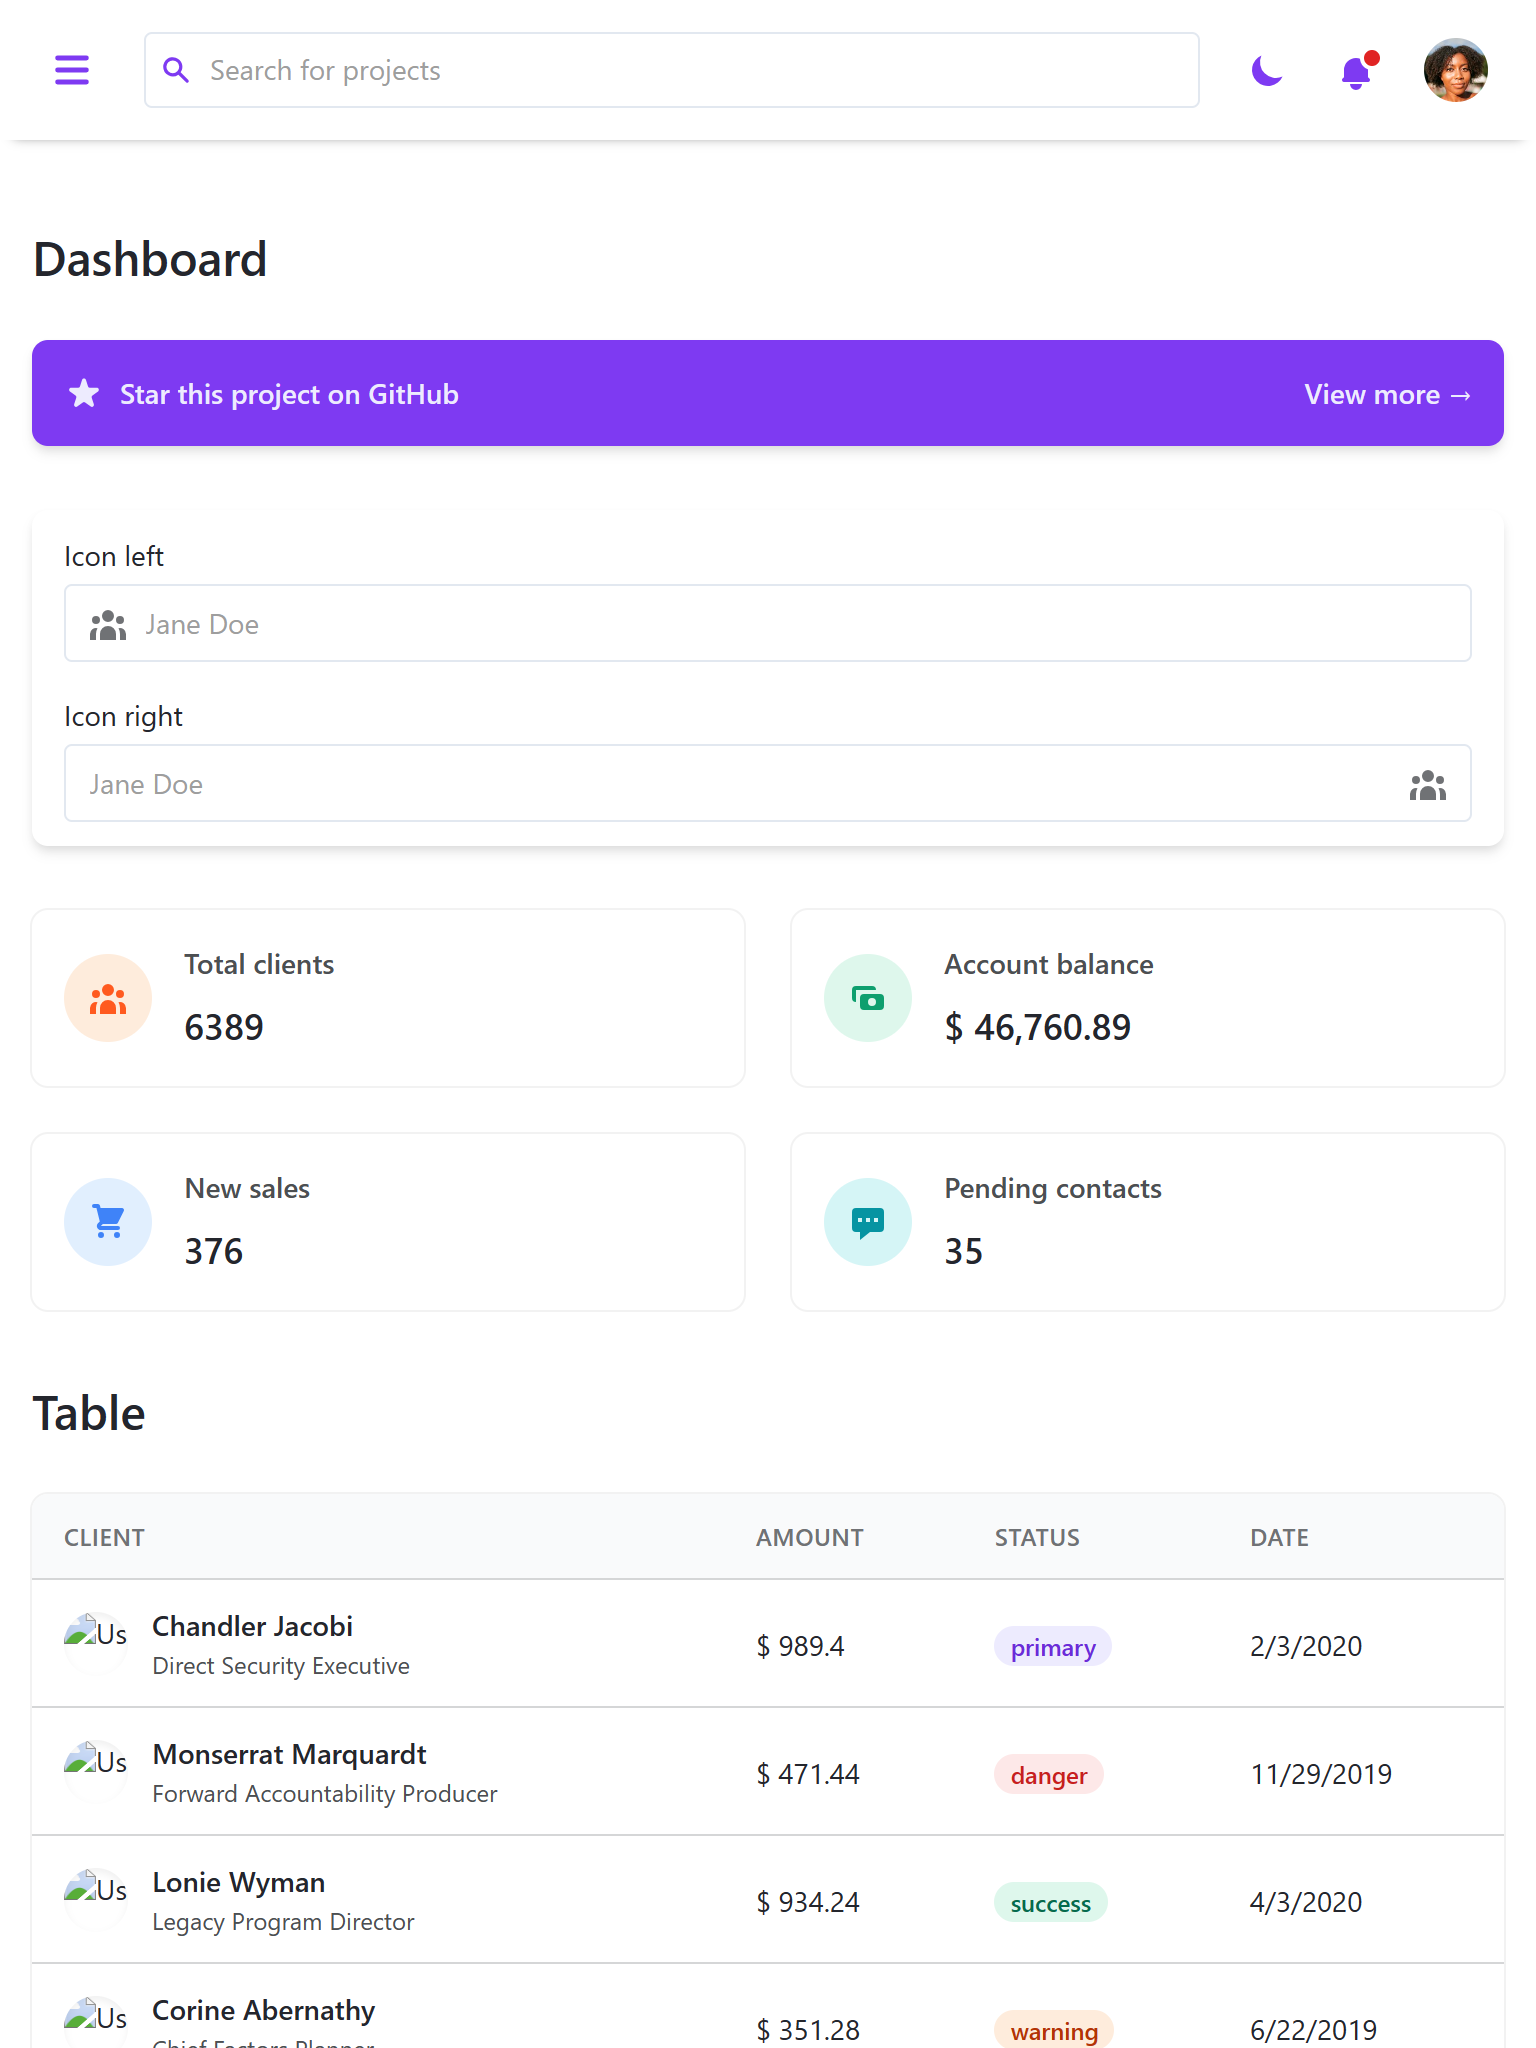 Search for projects
Dashboard
Star this project on GitHub
View more →
Icon left
Jane Doe
Icon right
Jane Doe
Total clients
6389
Account balance
$ 46,760.89
New sales
376
Pending contacts
35
Table
CLIENT AMOUNT STATUS DATE
Us Chandler Jacobi
Direct Security Executive
$ 989.4 primary 2/3/2020
Us Monserrat Marquardt
Forward Accountability Producer
$ 471.44 danger 11/29/2019
Us Lonie Wyman
Legacy Program Director
$ 934.24 success 4/3/2020
Us Corine Abernathy
Chief Factors Planner
$ 351.28 warning 6/22/2019